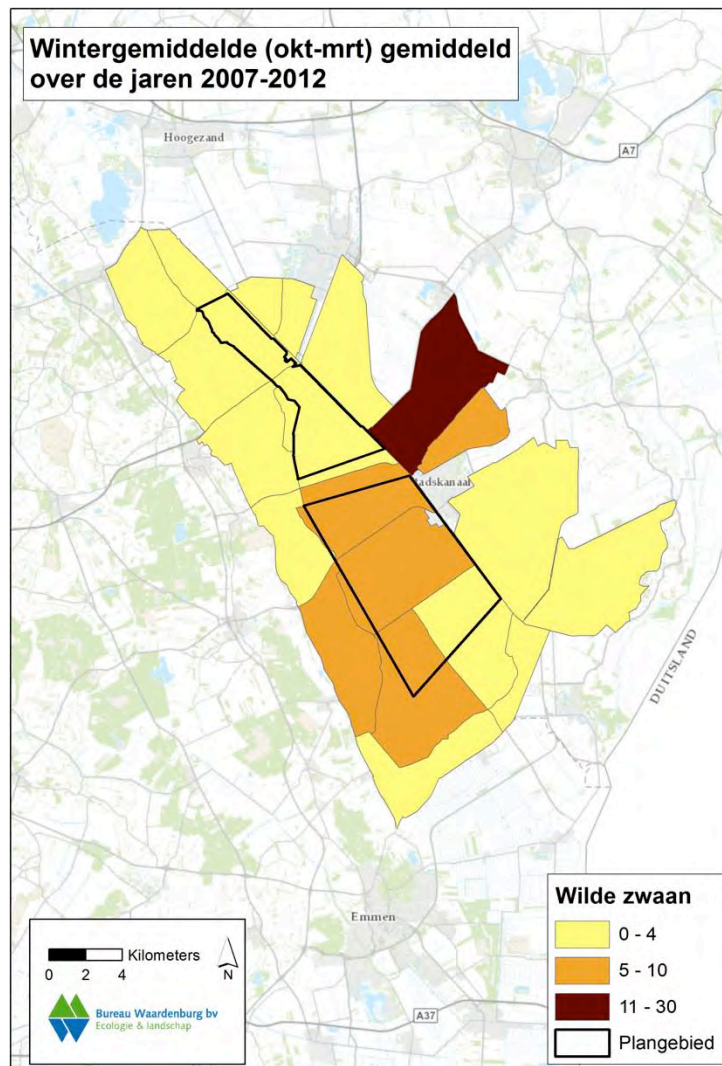 Wintergemiddelde (okt-mrt) gemiddeld
over de jaren 2007-2012
Hoogezand
A7
adskanaal
DUITSLAND
Emmen
A37
Kilometers
0 2 4
N
Bureau Waardenburg bv
Ecologie & landschap
Wilde zwaan
0 - 4
5 - 10
11 - 30
Plangebied